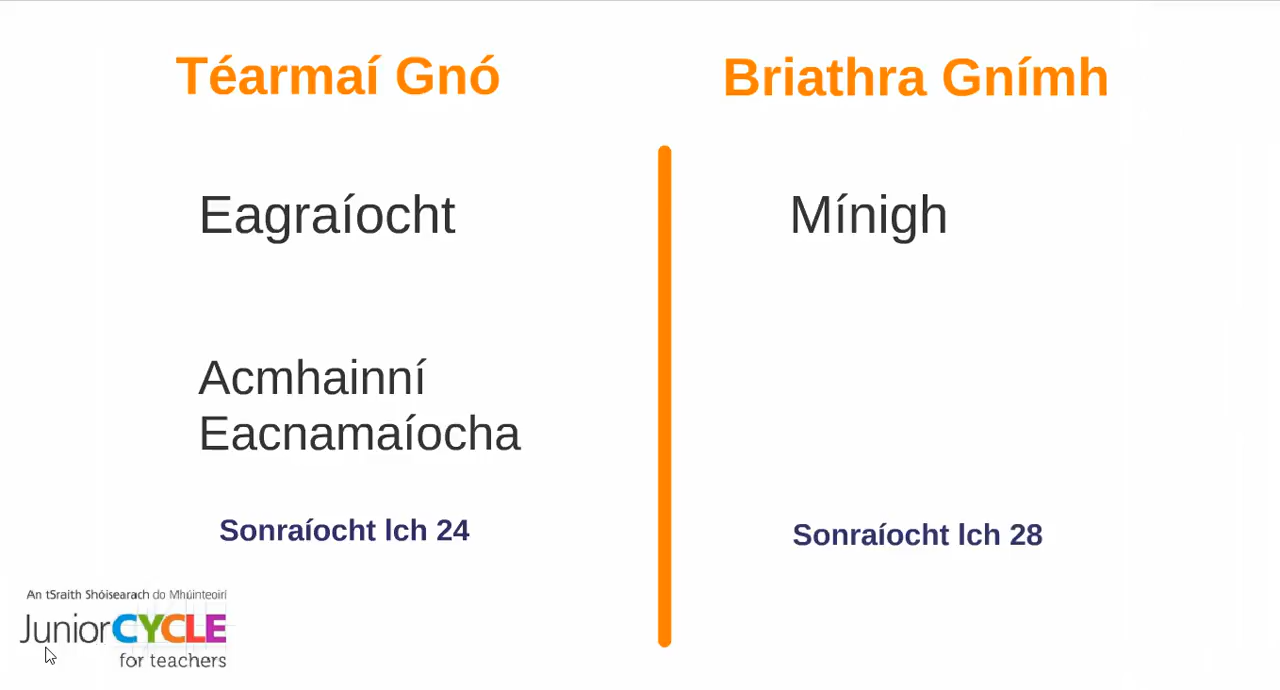 Téarmaí Gnó
Eagraíocht
Acmhainní
Eacnamaíocha
Sonraíocht lch 24
Briathra Gnímh
Mínigh
Sonraíocht lch 28
An tSraith Shóisearach do Mhúinteoirí
JuniorCYCLE
for teachers